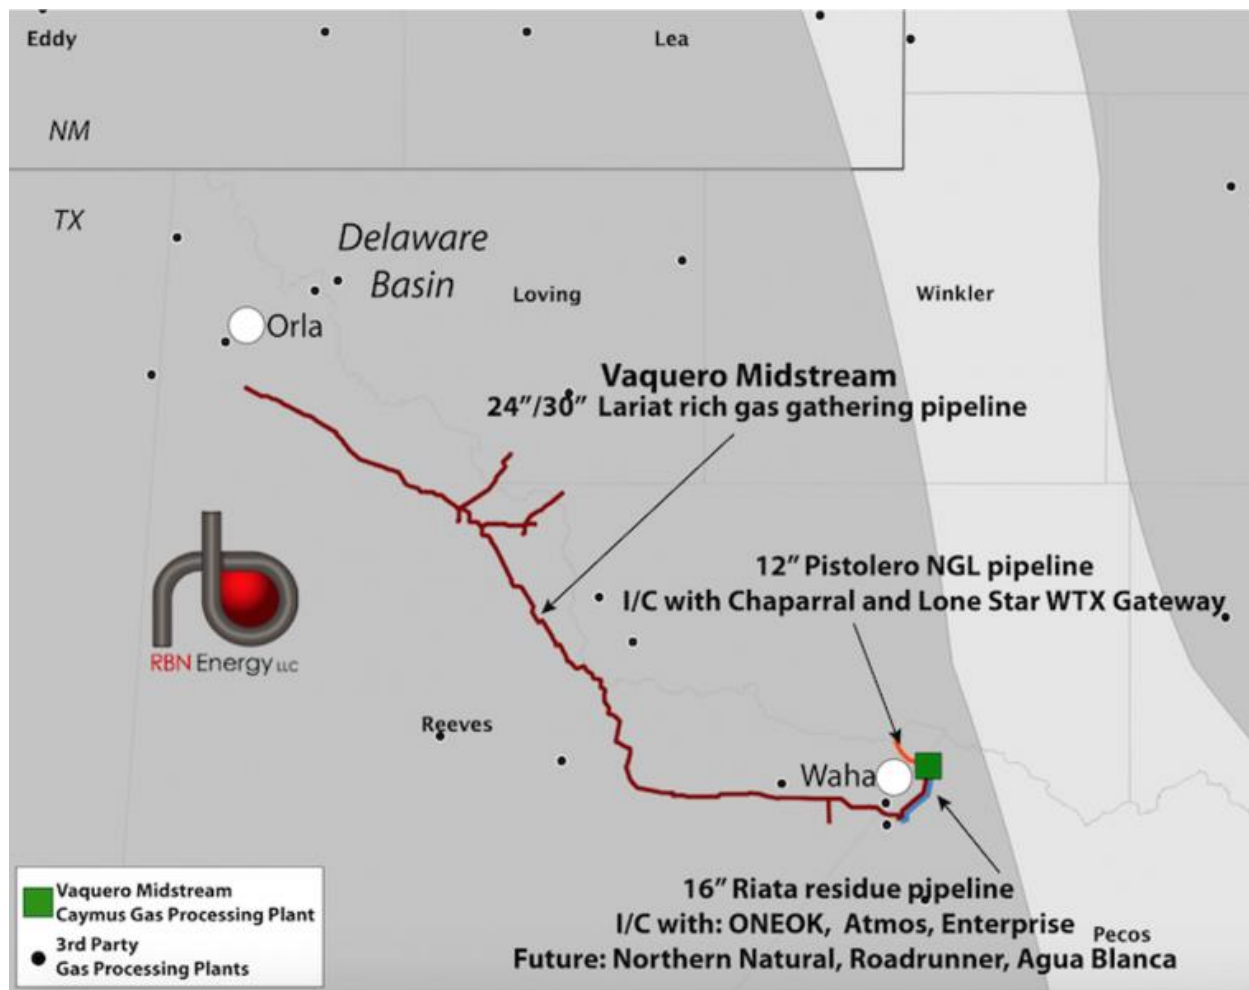 Eddy
Lea
NM
TX
Delaware
Basin
Loving
Winkler
Orla
Vaquero Midstream
24”/30” Lariat rich gas gathering pipeline
12” Pistolero NGL pipeline
I/C with Chaparral and Lone Star WTX Gateway
RBN Energy LLC
Reeves
Waha
16” Riata residue pipeline
I/C with: ONEOK, Atmos, Enterprise
Pecos
Future: Northern Natural, Roadrunner, Agua Blanca
Vaquero Midstream
Caymus Gas Processing Plant
3rd Party
Gas Processing Plants